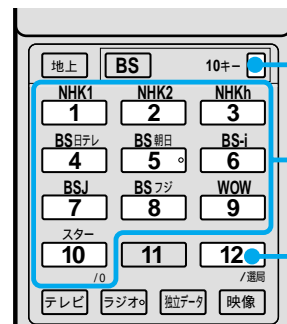 地上 BS 10キー
NHK1 NHK2 NHKh
1 2 3
BS日テレ BS朝日 BS-i
4 5 6
BSJ BSフジ WOW
7 8 9
スター
10 11 12
/0 /選局
テレビ ラジオ 独立データ 映像